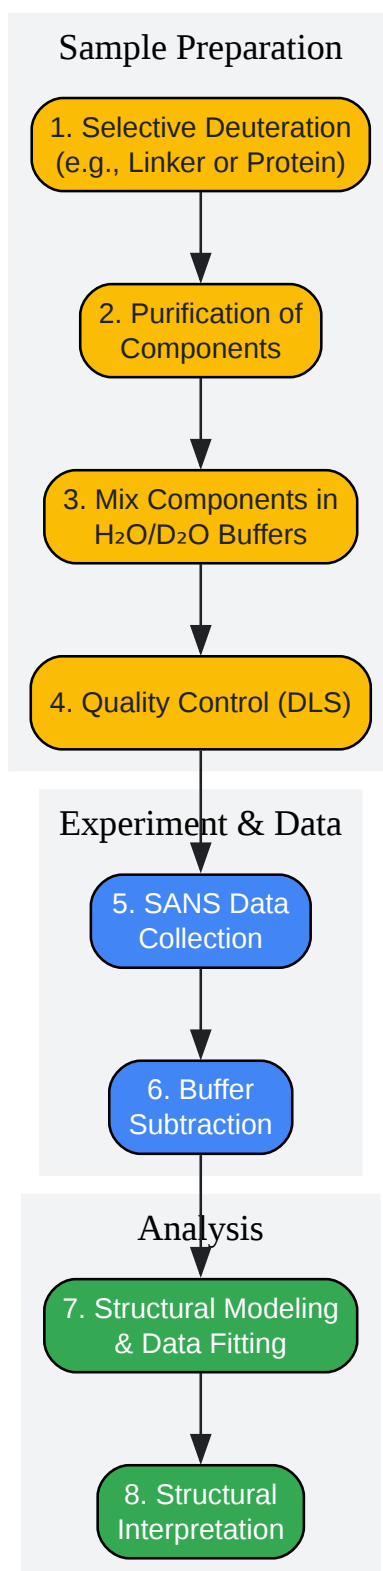 Sample Preparation
1. Selective Deuteration
(e.g., Linker or Protein)
2. Purification of
Components
3. Mix Components in
H₂O/D₂O Buffers
4. Quality Control (DLS)
Experiment & Data
5. SANS Data
Collection
6. Buffer
Subtraction
Analysis
7. Structural Modeling
& Data Fitting
8. Structural
Interpretation